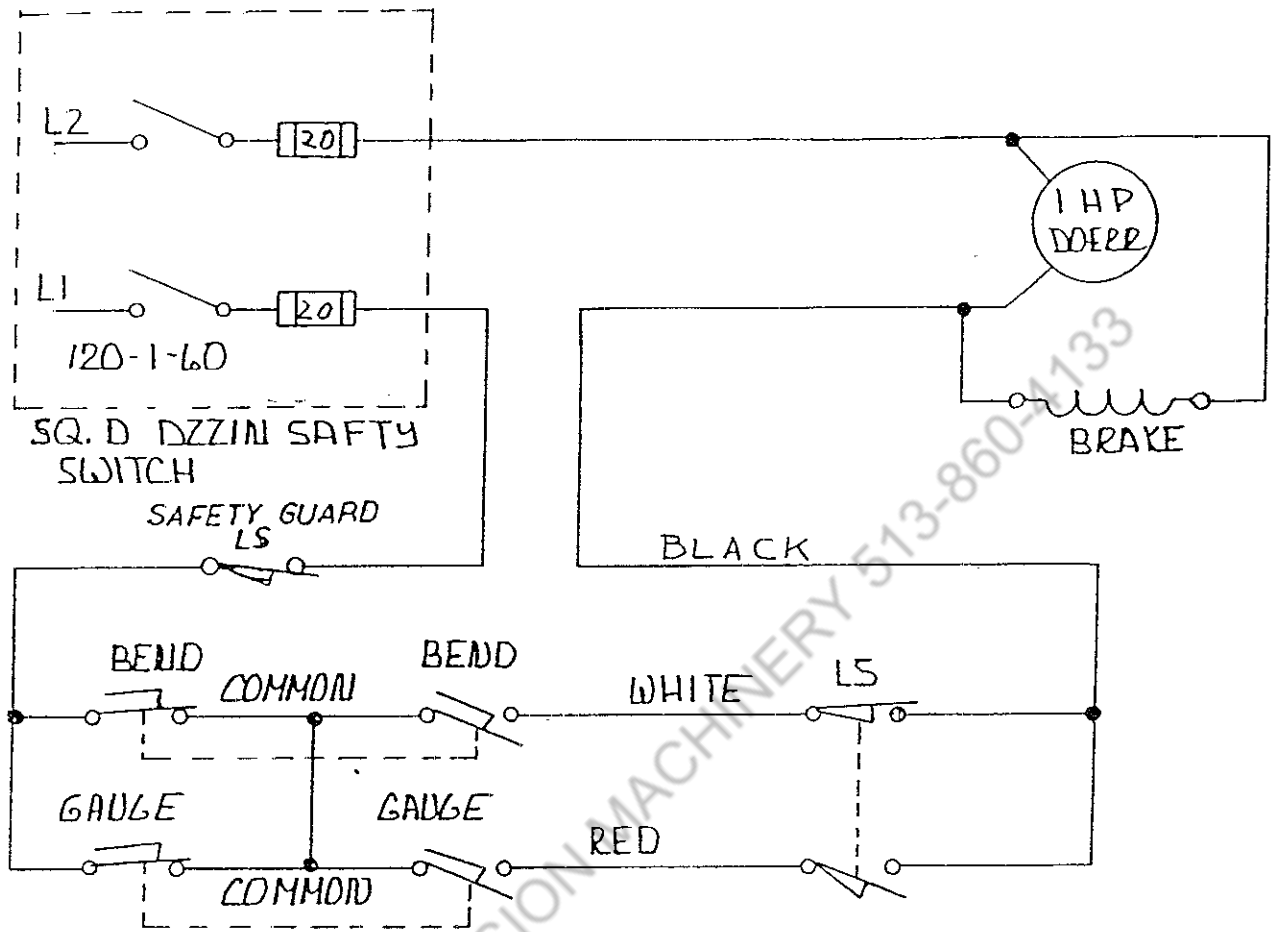 L2
20
1 HP
DOERR
L1
20
120-1-60
SQ. D DZZIN SAFTY
SWITCH
SAFETY GUARD
LS
BLACK
BRAKE
BEND
COMMON
BEND
WHITE
LS
GAUGE
GAUGE
RED
COMMON
SION MACHINERY 513-860-4133